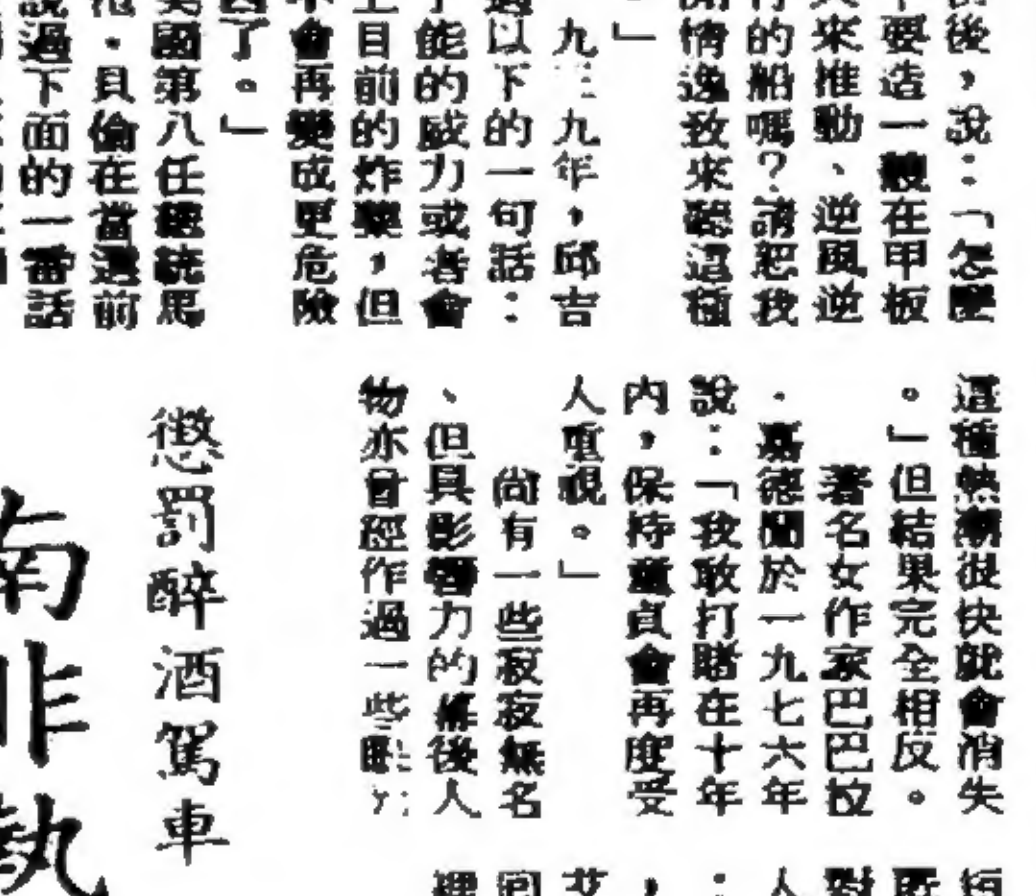 後，說：「怎麼
要造一艘在甲板
來推動、逆風逆
的船嗎？請恕我
情逸致來聽這種
」
九三九年，邱吉
以下的一句話：
能的威力或者會
目前的炸藥，但
會再變成更危險
了。」
國第八任總統馬
．貝倫在當選前
過下面的一番話
這種熱潮很快就會消失
。」但結果完全相反。
著名女作家巴巴拉
．嘉德蘭於一九七六年
說：「我敢打賭在十年
內，保持童貞會再度受
人重視。」
尚有一些寂寂無名
、但具影響力的幕後人
物亦曾經作過一些
懲罰醉酒駕車
南非執